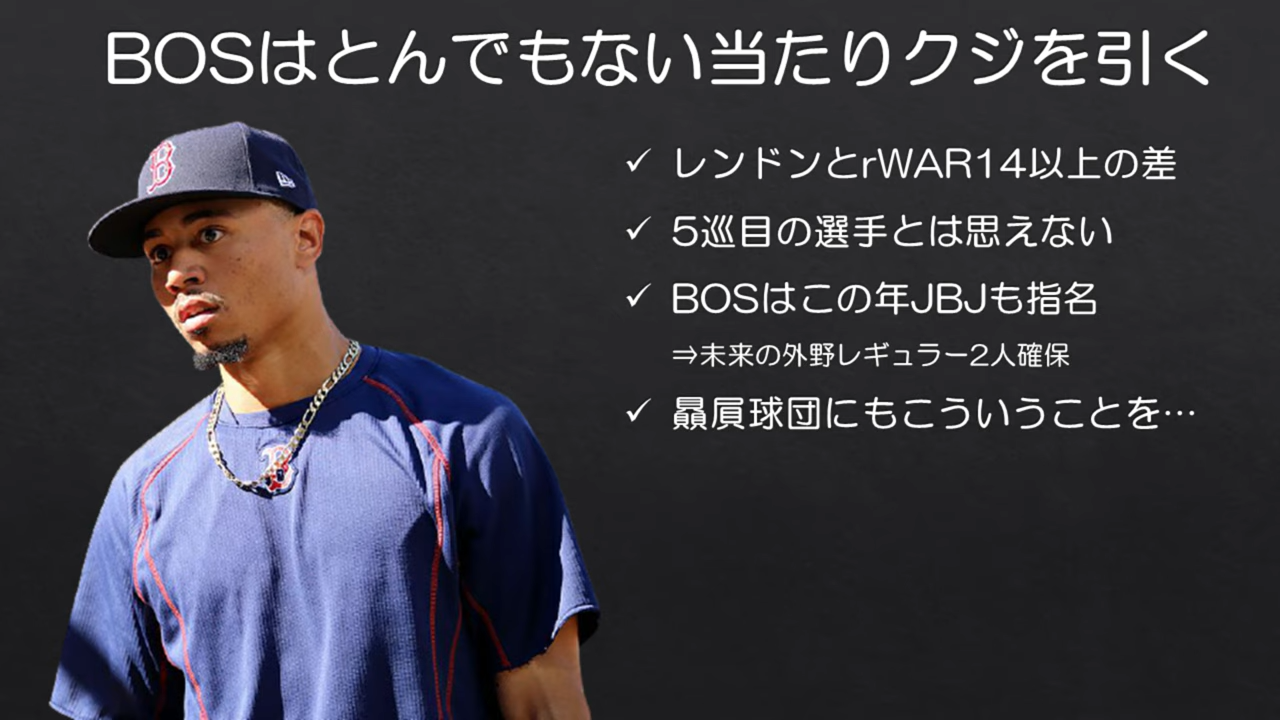 BOSはとんでもない当たりクジを引く
✓ レンドンとrWAR14以上の差
✓ 5巡目の選手とは思えない
✓ BOSはこの年JBJも指名
⇒未来の外野レギュラー2人確保
✓ 贔屓球団にもこういうことを…
B